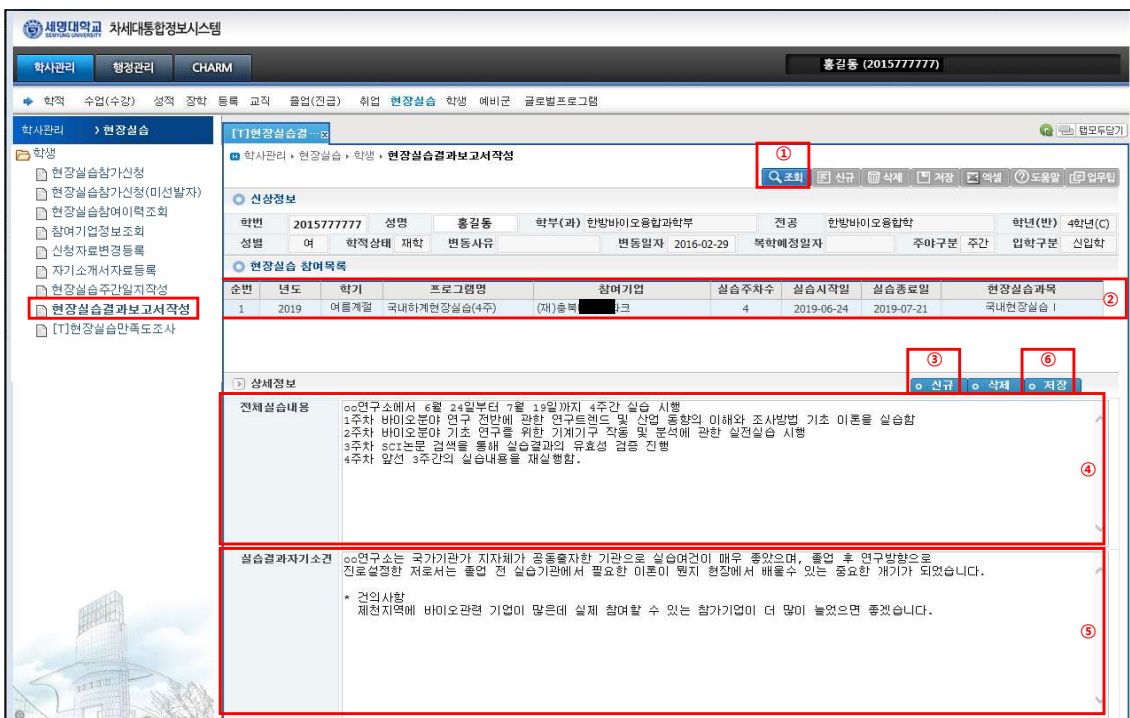 세명대학교 차세대통합정보시스템
SEMYUNG UNIVERSITY
학사관리 행정관리 CHARM 홍길동 (2015777777)
학적 수업(수강) 성적 장학 등록 교직 졸업(진급) 취업 현장실습 학생 예비군 글로벌프로그램
학사관리 > 현장실습
학생
현장실습참가신청
현장실습참가신청(미선발자)
현장실습참여이력조회
참여기업정보조회
신청자료변경등록
자기소개서자료등록
현장실습주간일지작성
현장실습결과보고서작성
[T]현장실습만족도조사
[T]현장실습결… 탭모두닫기
학사관리 › 현장실습 › 학생 › 현장실습결과보고서작성
①
조회 신규 삭제 저장 엑셀 도움말 업무팁
신상정보
학번 2015777777 성명 홍길동 학부(과) 한방바이오융합과학부 전공 한방바이오융합학 학년(반) 4학년(C)
성별 여 학적상태 재학 변동사유 변동일자 2016-02-29 복학예정일자 주야구분 주간 입학구분 신입학
현장실습 참여목록
순번 년도 학기 프로그램명 참여기업 실습주차수 실습시작일 실습종료일 현장실습과목
1 2019 여름계절 국내하계현장실습(4주) (재)충북 파크 4 2019-06-24 2019-07-21 국내현장실습Ⅰ
②
③ ⑥
상세정보 신규 삭제 저장
전체실습내용
oo연구소에서 6월 24일부터 7월 19일까지 4주간 실습 시행
1주차 바이오분야 연구 전반에 관한 연구트렌드 및 산업 동향의 이해와 조사방법 기초 이론을 실습함
2주차 바이오분야 기초 연구를 위한 기계기구 작동 및 분석에 관한 실전실습 시행
3주차 SCI논문 검색을 통해 실습결과의 유효성 검증 진행
4주차 앞선 3주간의 실습내용을 재실행함.
④
실습결과자기소견
oo연구소는 국가기관가 지자체가 공동출자한 기관으로 실습여건이 매우 좋았으며, 졸업 후 연구방향으로
진로설정한 저로서는 졸업 전 실습기관에서 필요한 이론이 뭔지 현장에서 배울수 있는 중요한 개기가 되었습니다.
* 건의사항
제천지역에 바이오관련 기업이 많은데 실제 참여할 수 있는 참가기업이 더 많이 늘었으면 좋겠습니다.
⑤